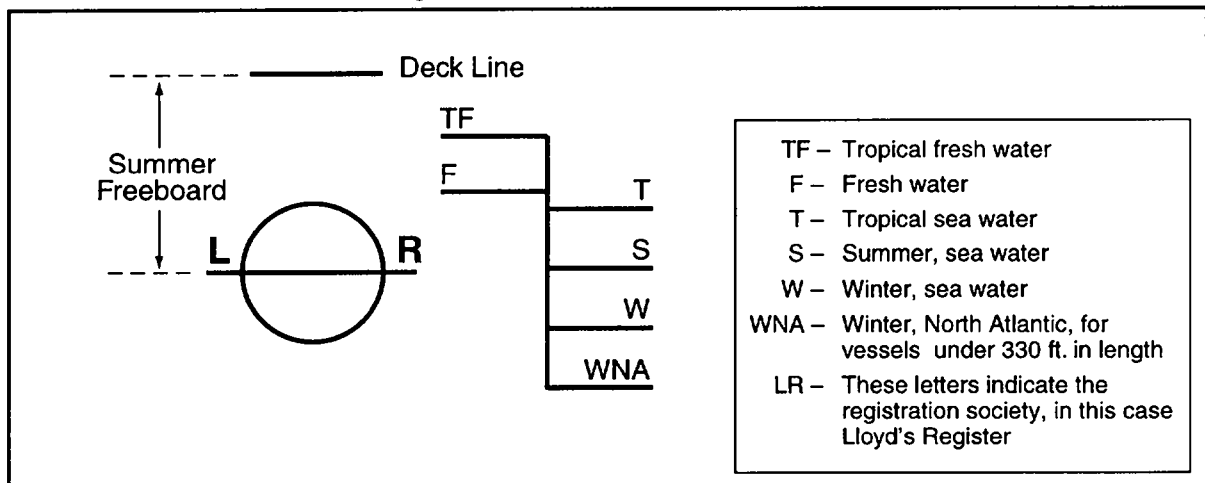 Deck Line
TF
Summer
Freeboard
F
T
L R
S
W
WNA
TF – Tropical fresh water
F – Fresh water
T – Tropical sea water
S – Summer, sea water
W – Winter, sea water
WNA – Winter, North Atlantic, for
vessels under 330 ft. in length
LR – These letters indicate the
registration society, in this case
Lloyd's Register